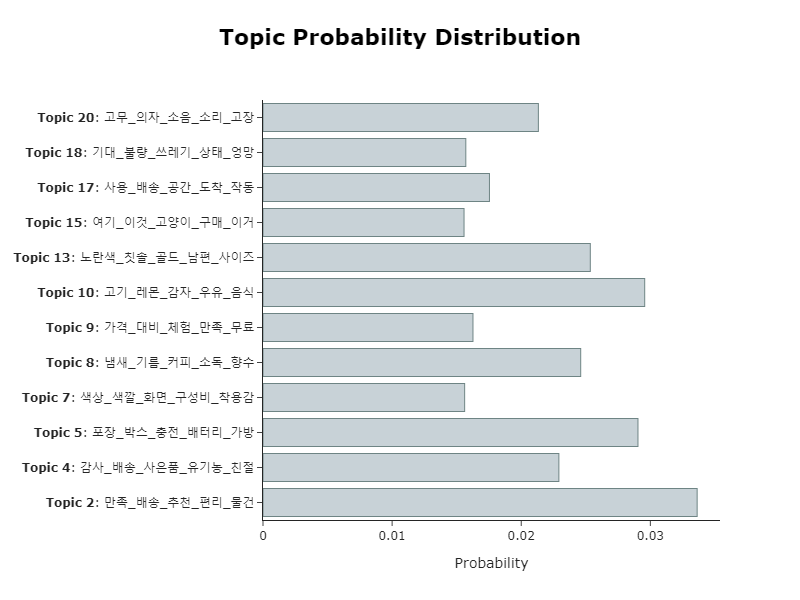 Topic Probability Distribution
Topic 20: 고무_의자_소음_소리_고장
Topic 18: 기대_불량_쓰레기_상태_엉망
Topic 17: 사용_배송_공간_도착_작동
Topic 15: 여기_이것_고양이_구매_이거
Topic 13: 노란색_칫솔_골드_남편_사이즈
Topic 10: 고기_레몬_감자_우유_음식
Topic 9: 가격_대비_체험_만족_무료
Topic 8: 냄새_기름_커피_소독_향수
Topic 7: 색상_색깔_화면_구성비_착용감
Topic 5: 포장_박스_충전_배터리_가방
Topic 4: 감사_배송_사은품_유기농_친절
Topic 2: 만족_배송_추천_편리_물건
0 0.01 0.02 0.03
Probability